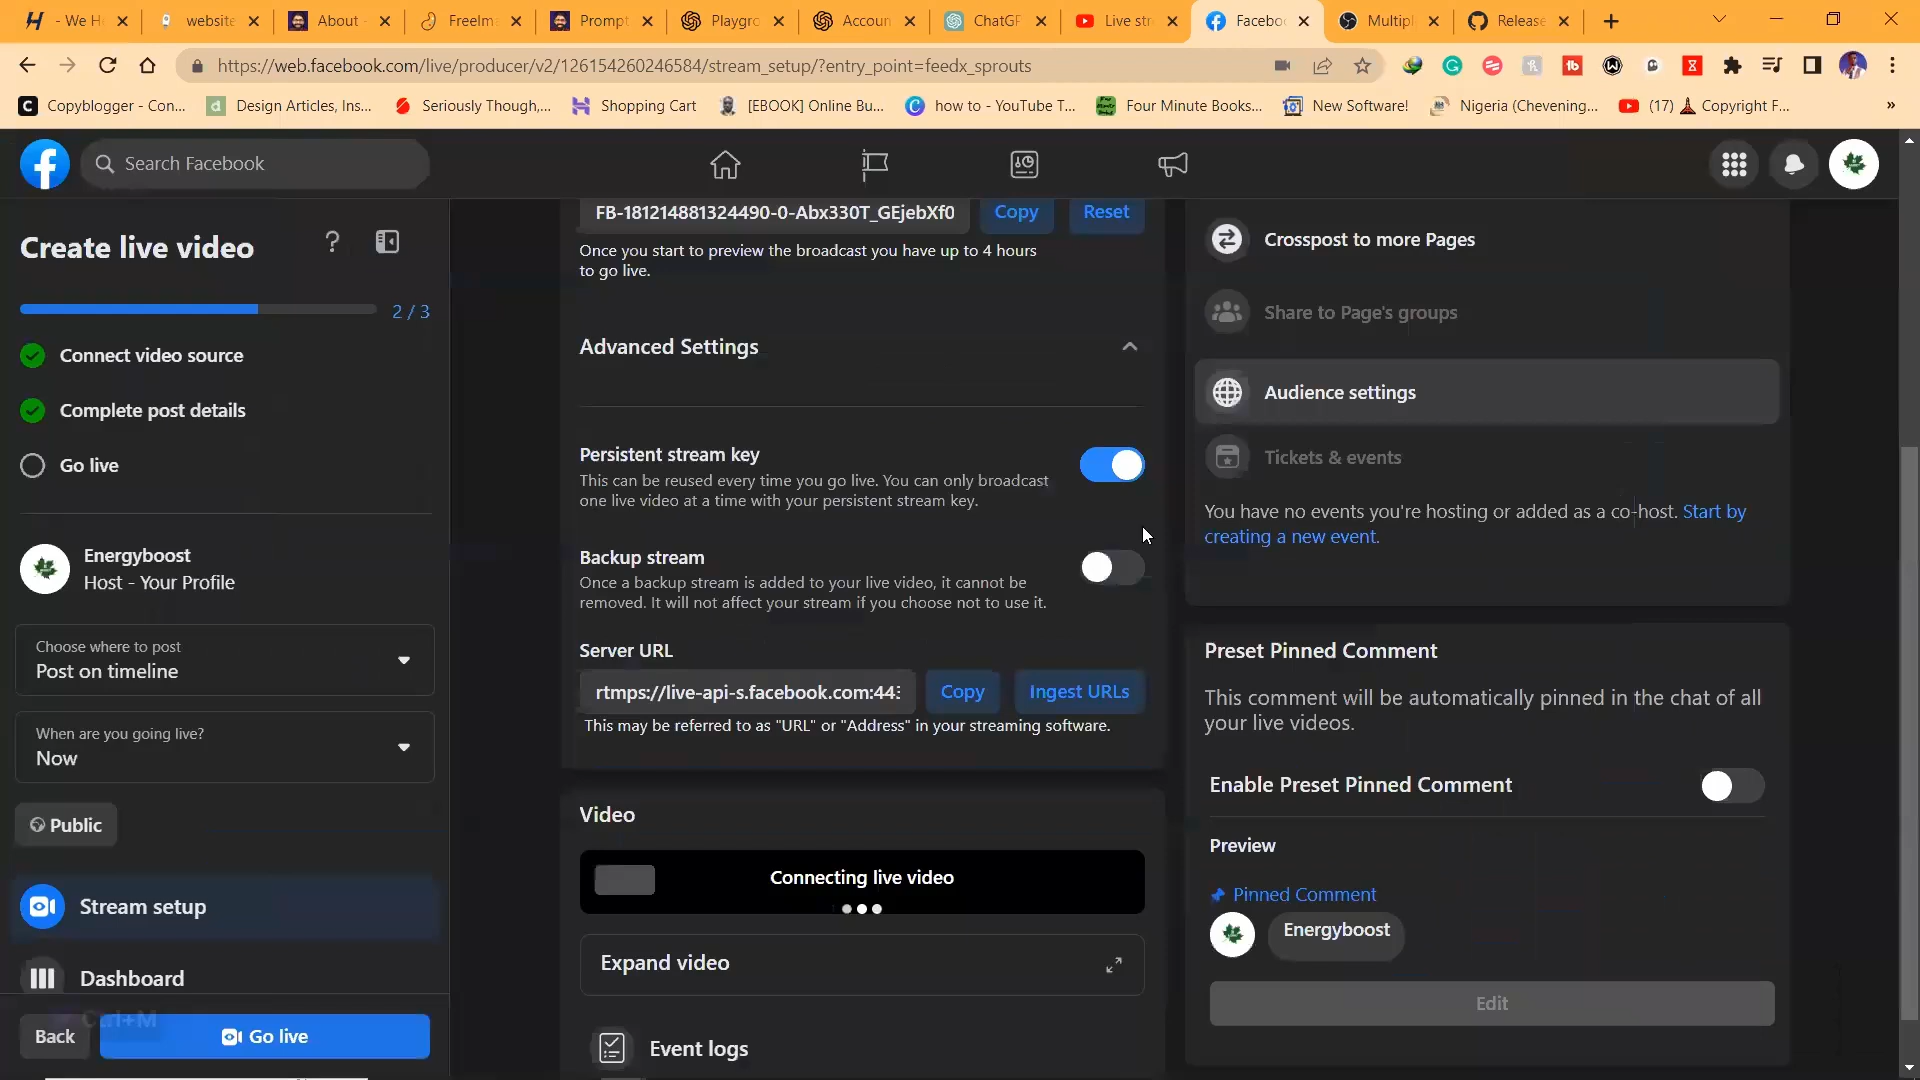 - We H
website
About -
Freelm
Prompt
Playgro
Accoun
ChatGP
Live str
Faceboo
Multipl
Release
https://web.facebook.com/live/producer/v2/126154260246584/stream_setup/?entry_point=feedx_sprouts
Copyblogger - Con...
Design Articles, Ins...
Seriously Though,...
Shopping Cart
[EBOOK] Online Bu...
how to - YouTube T...
Four Minute Books...
New Software!
Nigeria (Chevening...
(17) Copyright F...
»
Search Facebook
Create live video
2 / 3
Connect video source
Complete post details
Go live
Energyboost
Host - Your Profile
Choose where to post
Post on timeline
When are you going live?
Now
Public
Stream setup
Dashboard
Ctrl+M
Back
Go live
FB-181214881324490-0-Abx330T_GEjebXf0
Copy
Reset
Once you start to preview the broadcast you have up to 4 hours
to go live.
Advanced Settings
Persistent stream key
This can be reused every time you go live. You can only broadcast
one live video at a time with your persistent stream key.
Backup stream
Once a backup stream is added to your live video, it cannot be
removed. It will not affect your stream if you choose not to use it.
Server URL
rtmps://live-api-s.facebook.com:443
Copy
Ingest URLs
This may be referred to as "URL" or "Address" in your streaming software.
Video
Connecting live video
Expand video
Event logs
Crosspost to more Pages
Share to Page's groups
Audience settings
Tickets & events
You have no events you're hosting or added as a co-host. Start by
creating a new event.
Preset Pinned Comment
This comment will be automatically pinned in the chat of all
your live videos.
Enable Preset Pinned Comment
Preview
Pinned Comment
Energyboost
Edit